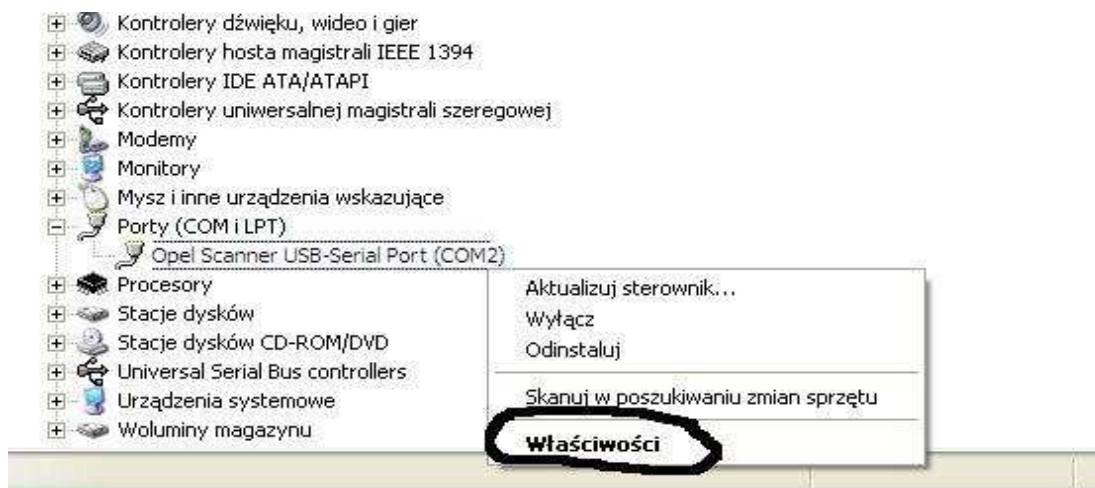 Kontrolery dźwięku, wideo i gier
Kontrolery hosta magistrali IEEE 1394
Kontrolery IDE ATA/ATAPI
Kontrolery uniwersalnej magistrali szeregowej
Modemy
Monitory
Mysz i inne urządzenia wskazujące
Porty (COM i LPT)
Opel Scanner USB-Serial Port (COM2)
Procesory
Stacje dysków
Stacje dysków CD-ROM/DVD
Universal Serial Bus controllers
Urządzenia systemowe
Woluminy magazynu
Aktualizuj sterownik...
Wyłącz
Odinstaluj
Skanuj w poszukiwaniu zmian sprzętu
Właściwości